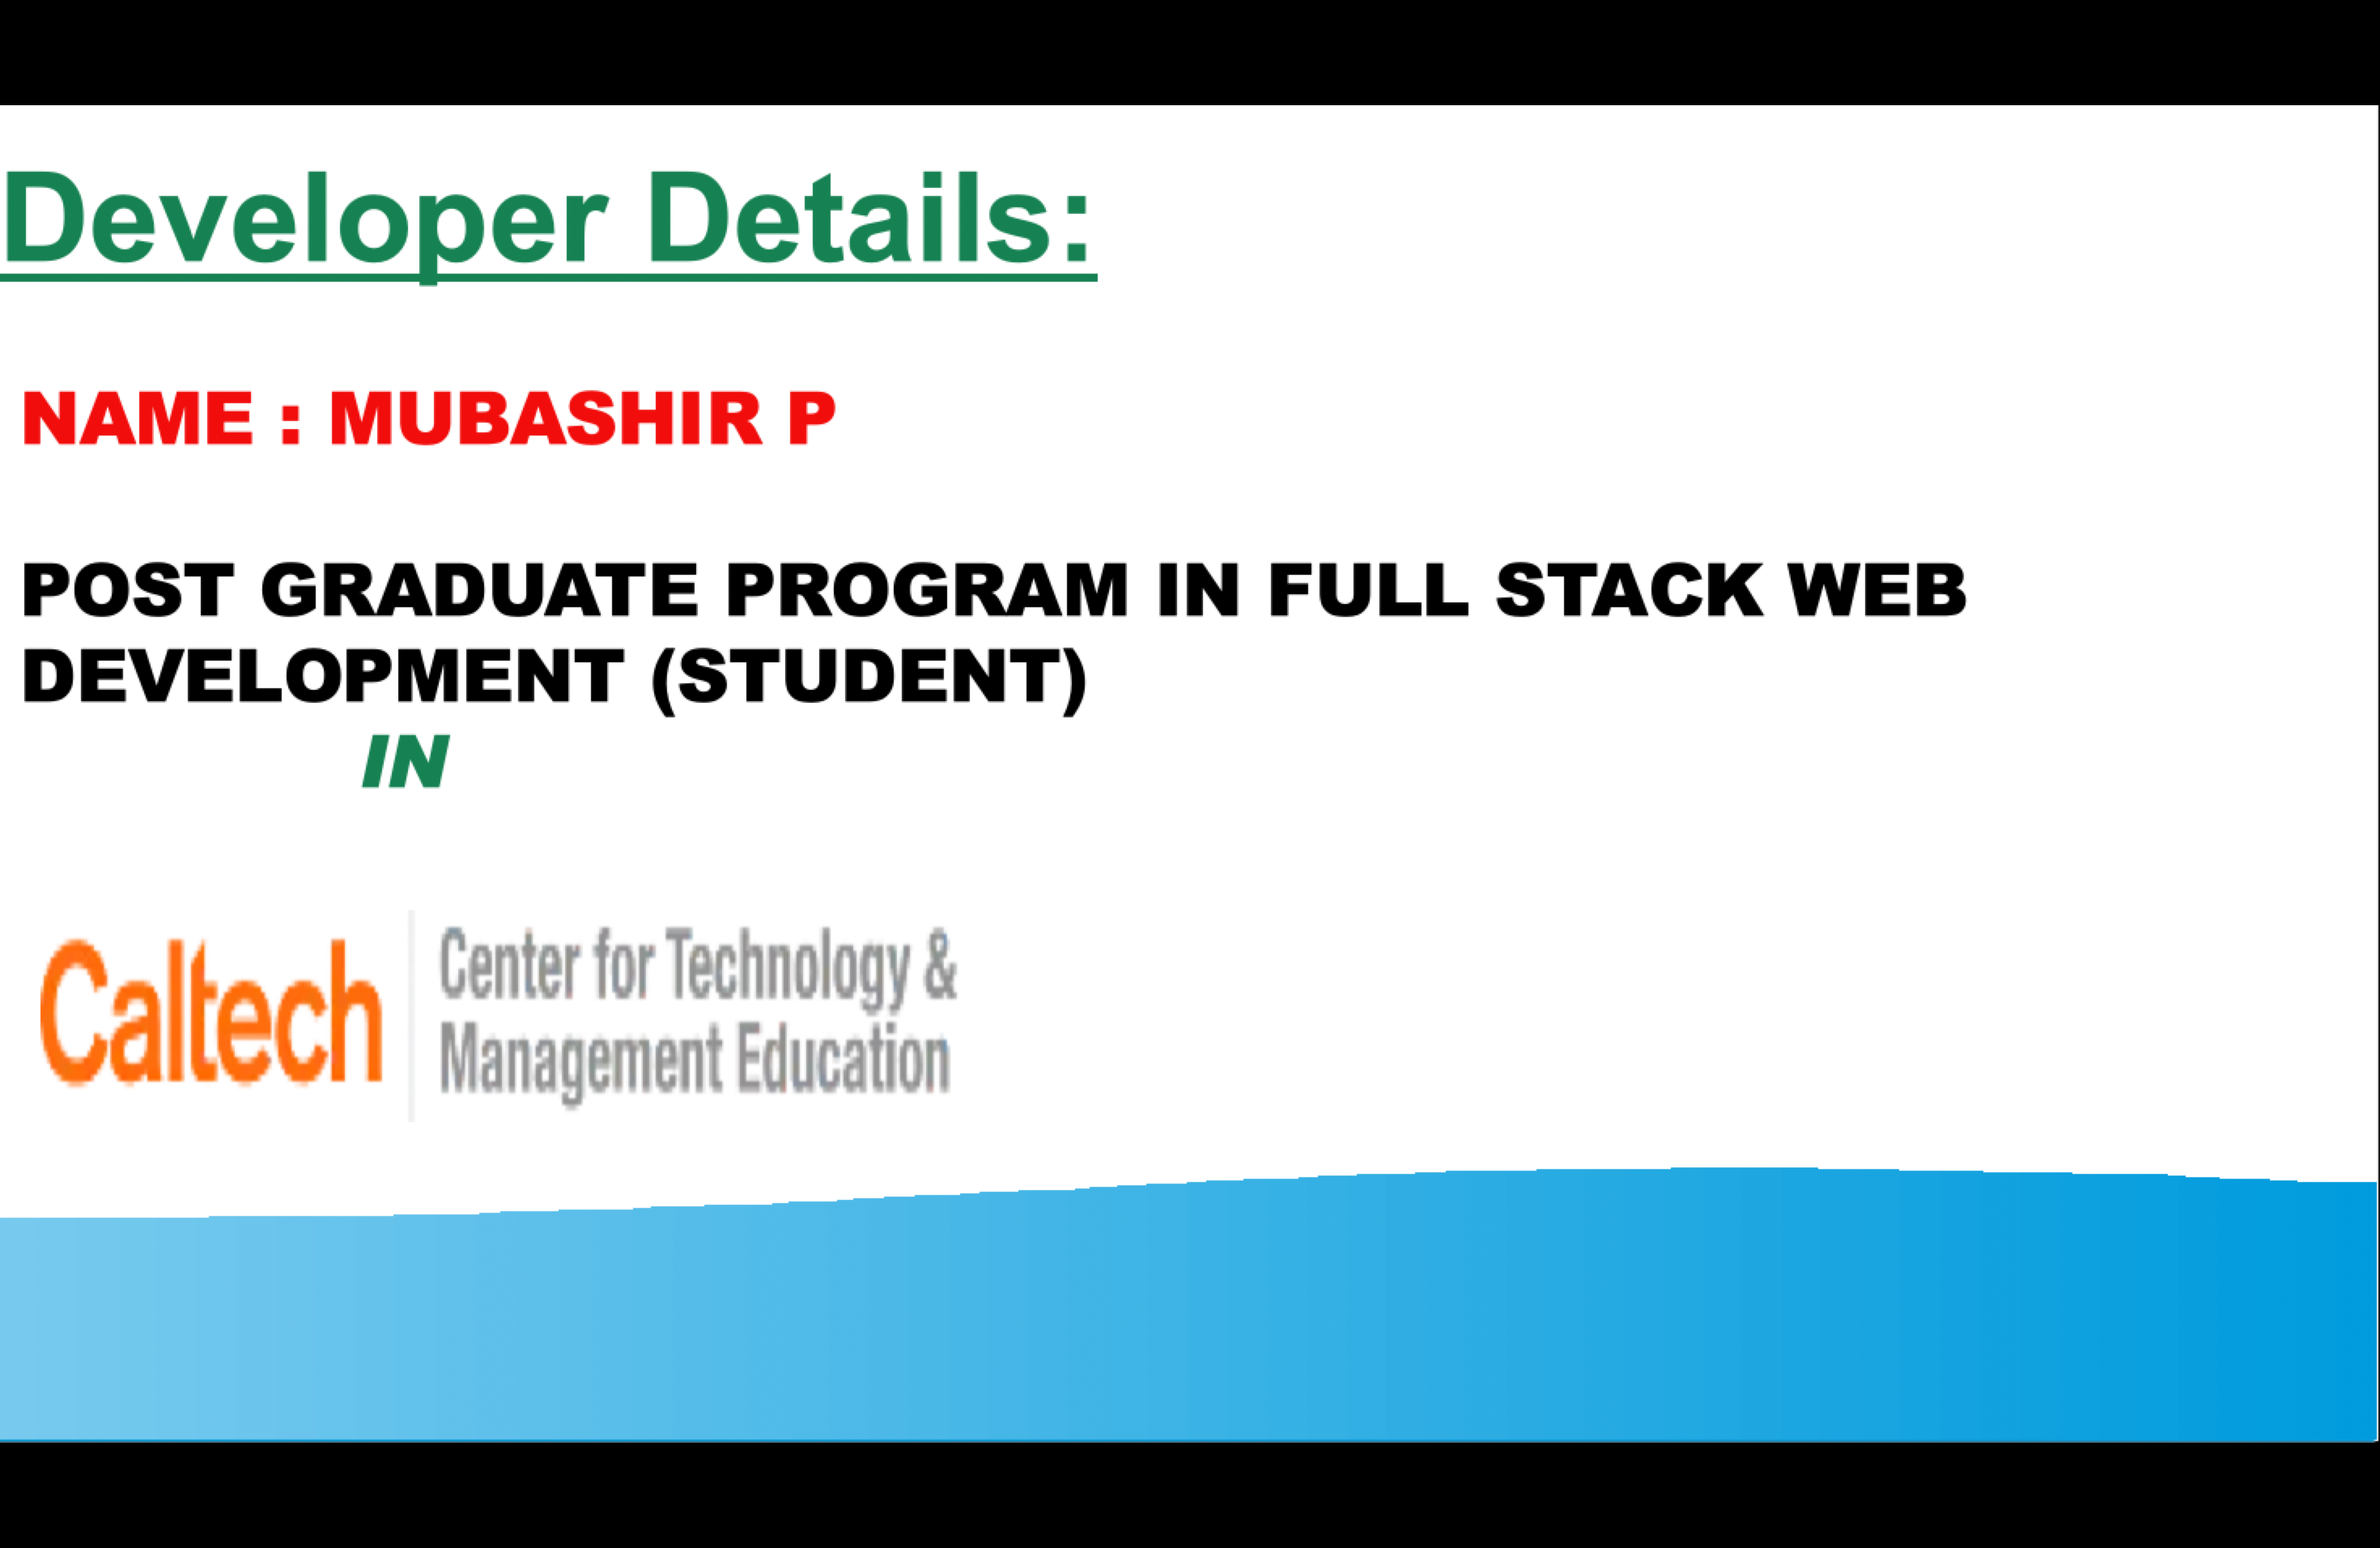 Developer Details:
NAME : MUBASHIR P
POST GRADUATE PROGRAM IN FULL STACK WEB
DEVELOPMENT (STUDENT)
IN
Caltech
Center for Technology &
Management Education